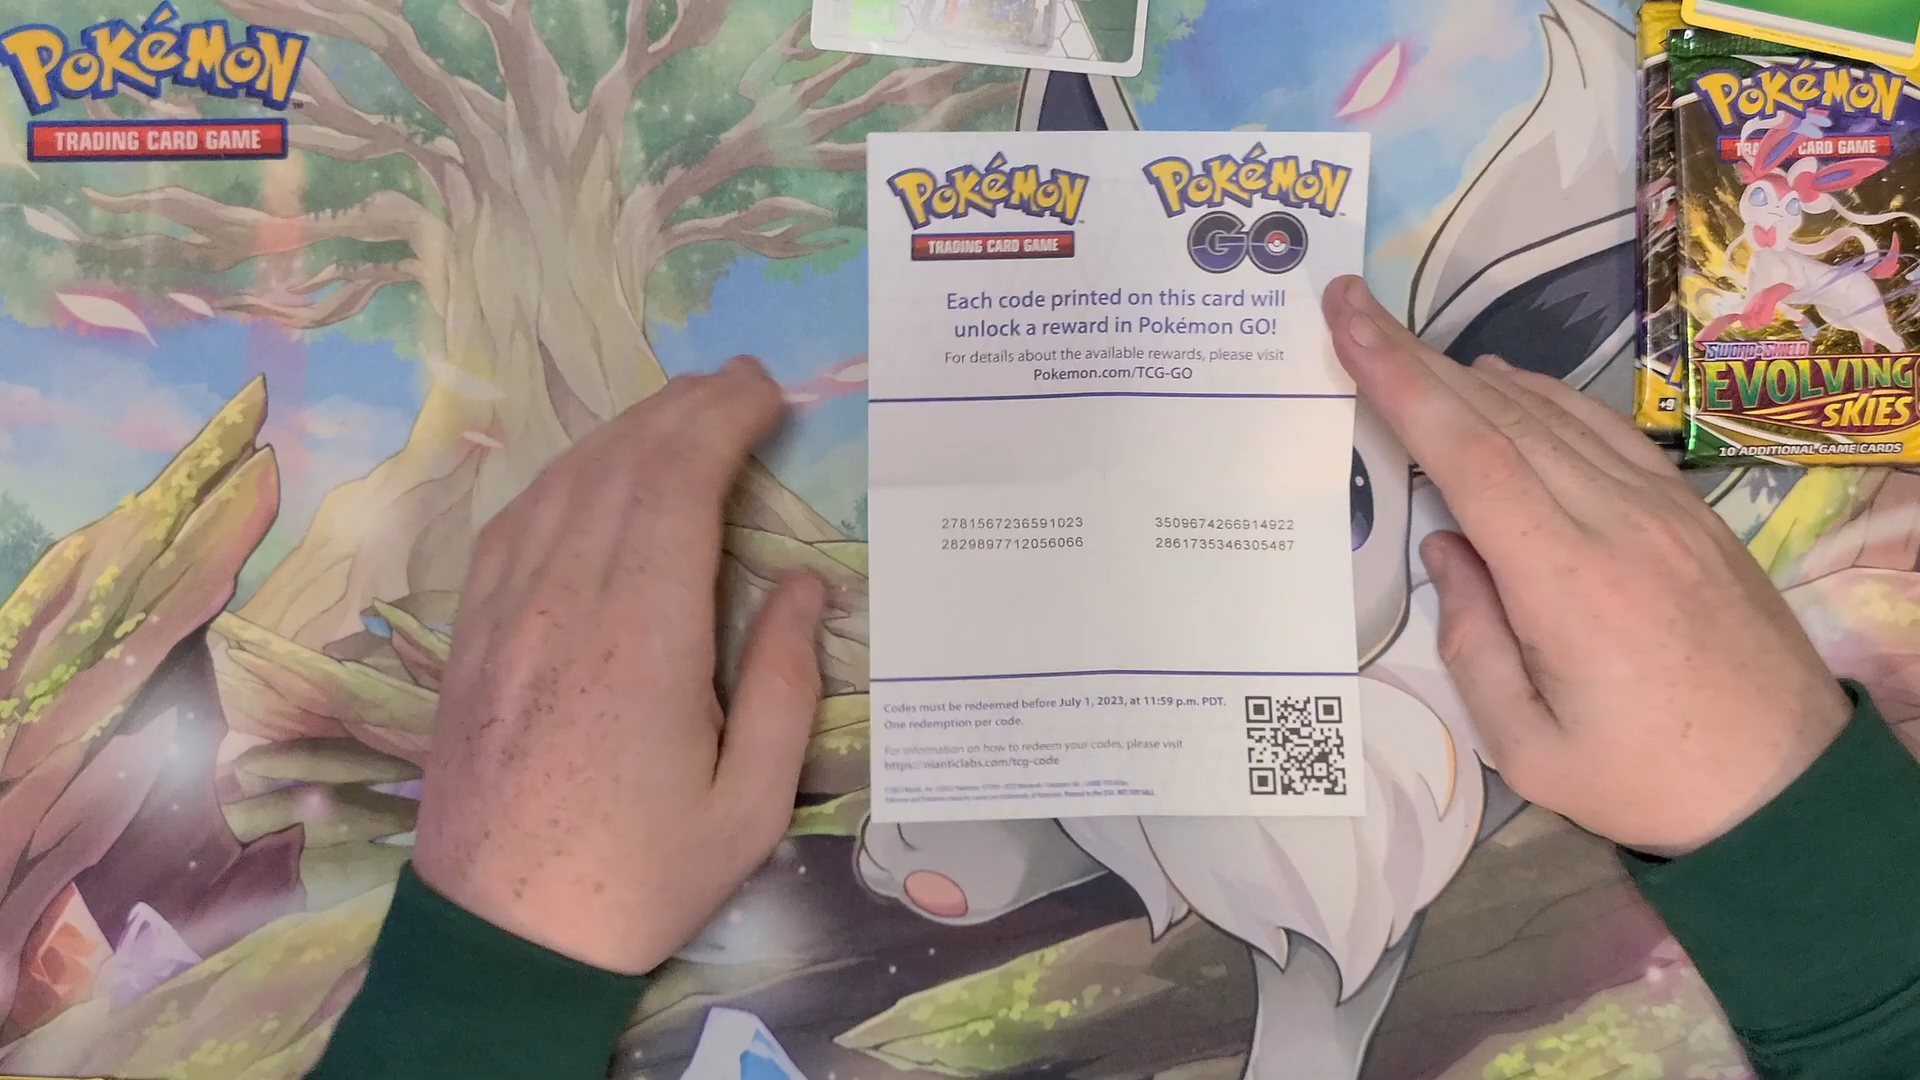 POKéMON
TRADING CARD GAME
POKéMON
TRADING CARD GAME
POKéMON
GO
Each code printed on this card will
unlock a reward in Pokémon GO!
For details about the available rewards, please visit
Pokemon.com/TCG-GO
2781567236591023
2829897712056066
3509674266914922
2861735346305487
Codes must be redeemed before July 1, 2023, at 11:59 p.m. PDT.
One redemption per code.
For information on how to redeem your codes, please visit
https://nianticlabs.com/tcg-code
POKéMON
CARD GAME
SWORD & SHIELD
EVOLVING
SKIES
10 ADDITIONAL GAME CARDS
+9